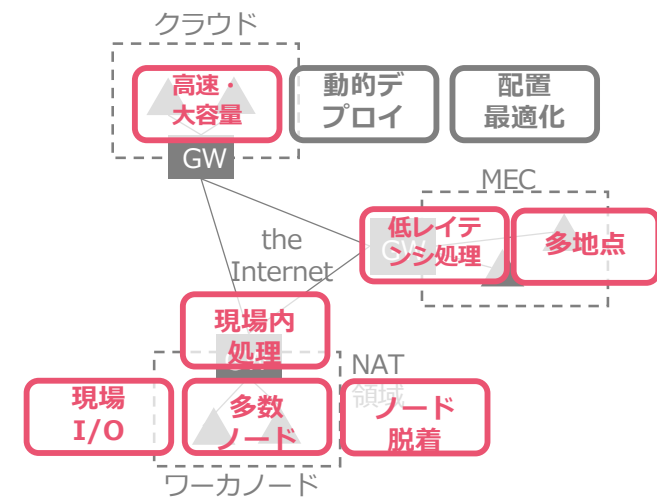 クラウド
高速・
大容量
動的デ
プロイ
配置
最適化
GW
MEC
the
Internet
低レイテ
ンシ処理
GW
多地点
現場内
処理
NAT
領域
現場
I/O
多数
ノード
ノード
脱着
ワーカノード